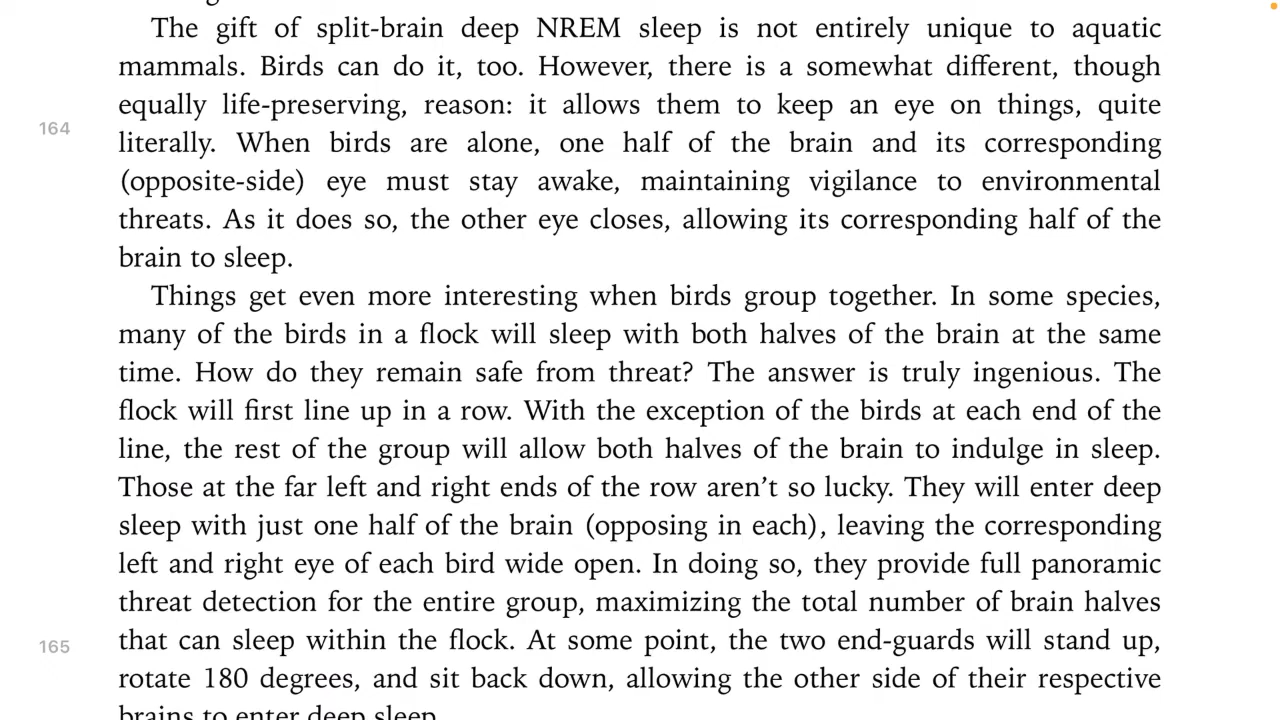 The gift of split-brain deep NREM sleep is not entirely unique to aquatic
mammals. Birds can do it, too. However, there is a somewhat different, though
equally life-preserving, reason: it allows them to keep an eye on things, quite
164
literally. When birds are alone, one half of the brain and its corresponding
(opposite-side) eye must stay awake, maintaining vigilance to environmental
threats. As it does so, the other eye closes, allowing its corresponding half of the
brain to sleep.
Things get even more interesting when birds group together. In some species,
many of the birds in a flock will sleep with both halves of the brain at the same
time. How do they remain safe from threat? The answer is truly ingenious. The
flock will first line up in a row. With the exception of the birds at each end of the
line, the rest of the group will allow both halves of the brain to indulge in sleep.
Those at the far left and right ends of the row aren’t so lucky. They will enter deep
sleep with just one half of the brain (opposing in each), leaving the corresponding
left and right eye of each bird wide open. In doing so, they provide full panoramic
threat detection for the entire group, maximizing the total number of brain halves
165
that can sleep within the flock. At some point, the two end-guards will stand up,
rotate 180 degrees, and sit back down, allowing the other side of their respective
brains to enter deep sleep.